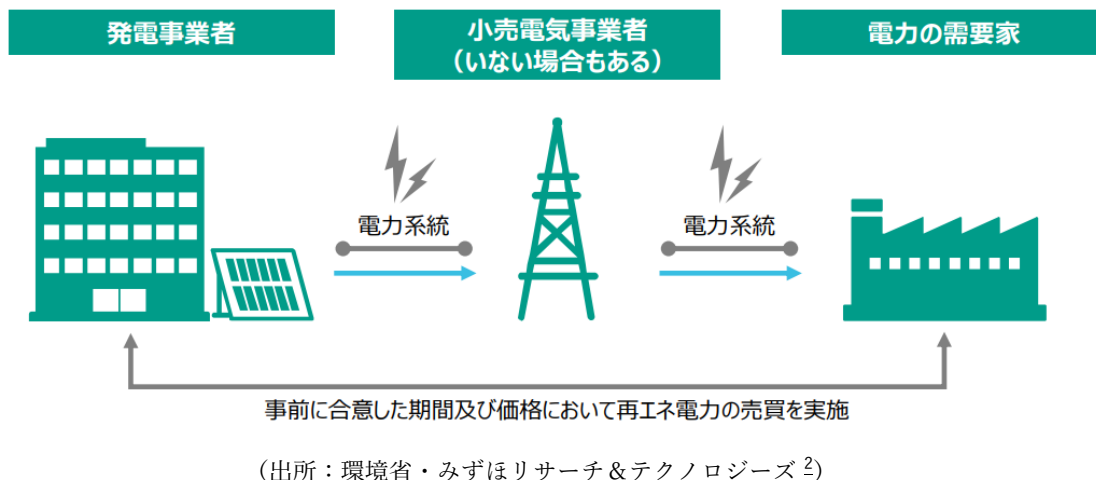 発電事業者
小売電気事業者
（いない場合もある）
電力の需要家
電力系統
電力系統
事前に合意した期間及び価格において再エネ電力の売買を実施
（出所：環境省・みずほリサーチ＆テクノロジーズ 2）